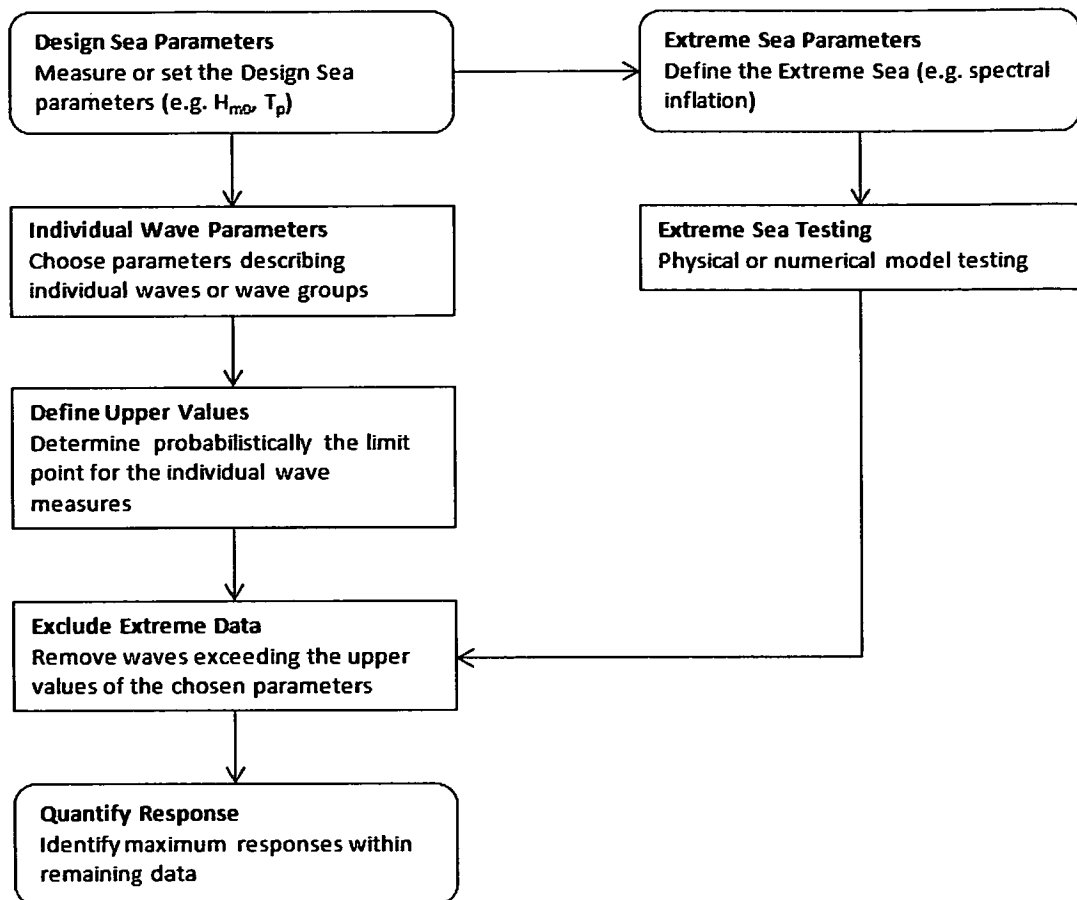 Design Sea Parameters
Measure or set the Design Sea
parameters (e.g. Hm0, Tp)
Extreme Sea Parameters
Define the Extreme Sea (e.g. spectral
inflation)
Individual Wave Parameters
Choose parameters describing
individual waves or wave groups
Extreme Sea Testing
Physical or numerical model testing
Define Upper Values
Determine probabilistically the limit
point for the individual wave
measures
Exclude Extreme Data
Remove waves exceeding the upper
values of the chosen parameters
Quantify Response
Identify maximum responses within
remaining data